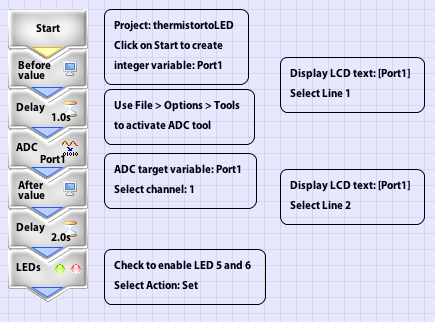 Start
Project: thermistortoLED
Click on Start to create
integer variable: Port1
Before
value
Display LCD text: [Port1]
Select Line 1
Delay
1.0s
Use File > Options > Tools
to activate ADC tool
ADC
Port1
ADC target variable: Port1
Select channel: 1
After
value
Display LCD text: [Port1]
Select Line 2
Delay
2.0s
LEDs
Check to enable LED 5 and 6
Select Action: Set